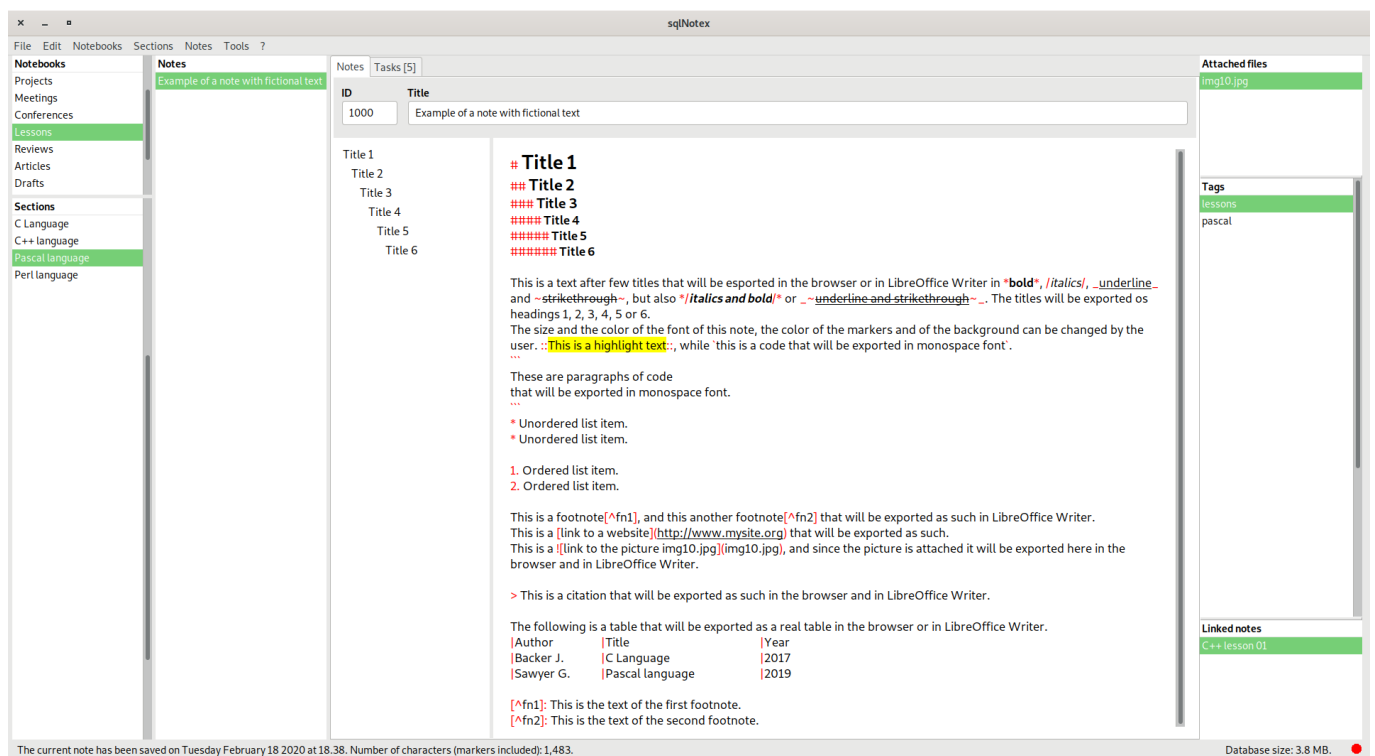 sqlNotex
File Edit Notebooks Sections Notes Tools ?
Notebooks
Projects
Meetings
Conferences
Lessons
Reviews
Articles
Drafts
Sections
C Language
C++ language
Pascal language
Perl language
Notes
Example of a note with fictional text
Notes Tasks [5]
ID Title
1000 Example of a note with fictional text
Title 1
Title 2
Title 3
Title 4
Title 5
Title 6
# Title 1
## Title 2
### Title 3
#### Title 4
##### Title 5
###### Title 6
This is a text after few titles that will be esported in the browser or in LibreOffice Writer in *bold*, /italics/, _underline_
and ~strikethrough~, but also */italics and bold/* or _~underline and strikethrough~_. The titles will be exported os
headings 1, 2, 3, 4, 5 or 6.
The size and the color of the font of this note, the color of the markers and of the background can be changed by the
user. ::This is a highlight text::, while `this is a code that will be exported in monospace font`.
```
These are paragraphs of code
that will be exported in monospace font.
```
* Unordered list item.
* Unordered list item.
1. Ordered list item.
2. Ordered list item.
This is a footnote[^fn1], and this another footnote[^fn2] that will be exported as such in LibreOffice Writer.
This is a [link to a website](http://www.mysite.org) that will be exported as such.
This is a ![link to the picture img10.jpg](img10.jpg), and since the picture is attached it will be exported here in the
browser and in LibreOffice Writer.
> This is a citation that will be exported as such in the browser and in LibreOffice Writer.
The following is a table that will be exported as a real table in the browser or in LibreOffice Writer.
|Author |Title |Year
|Backer J. |C Language |2017
|Sawyer G. |Pascal language |2019
[^fn1]: This is the text of the first footnote.
[^fn2]: This is the text of the second footnote.
Attached files
img10.jpg
Tags
lessons
pascal
Linked notes
C++ lesson 01
The current note has been saved on Tuesday February 18 2020 at 18.38. Number of characters (markers included): 1,483.
Database size: 3.8 MB.